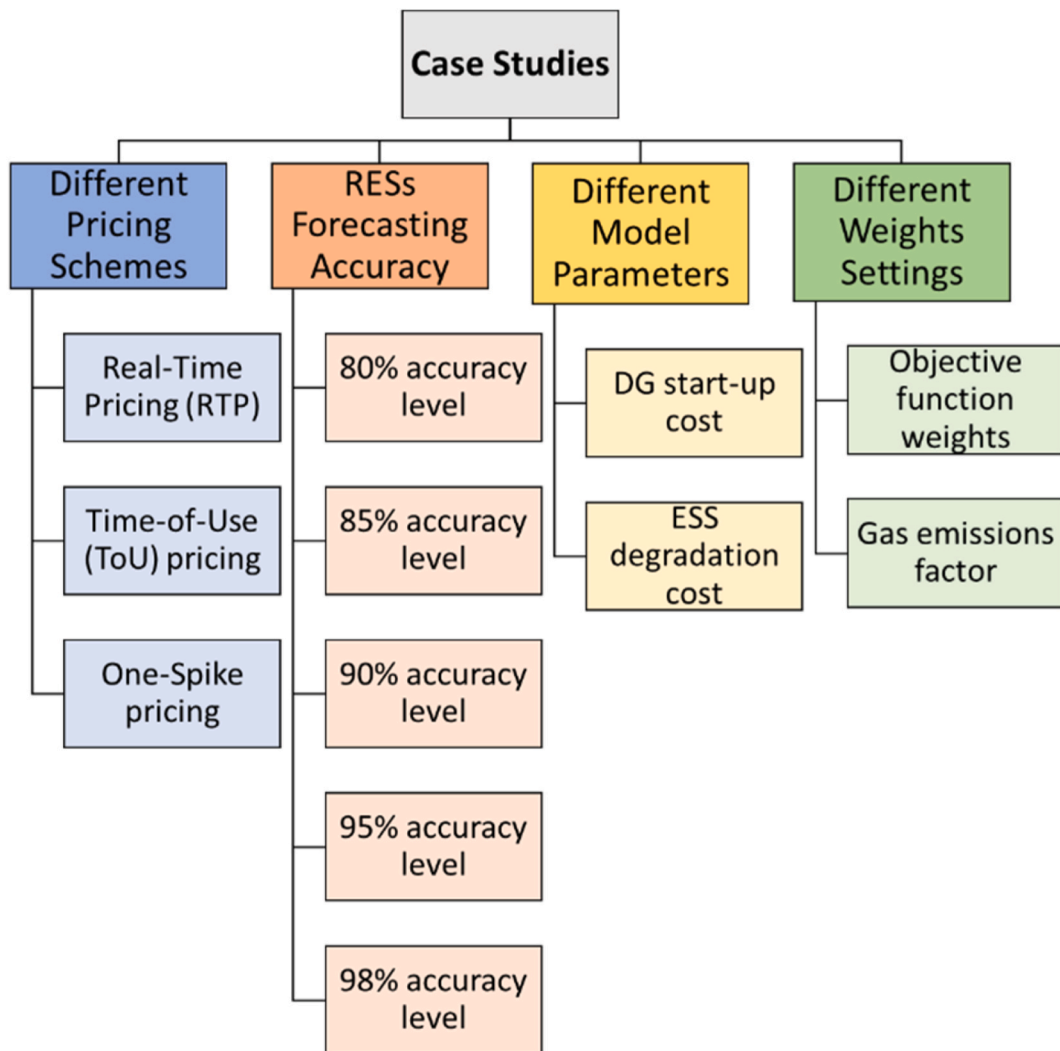 Case Studies
Different
Pricing
Schemes
Real-Time
Pricing (RTP)
Time-of-Use
(ToU) pricing
One-Spike
pricing
RESs
Forecasting
Accuracy
80% accuracy
level
85% accuracy
level
90% accuracy
level
95% accuracy
level
98% accuracy
level
Different
Model
Parameters
DG start-up
cost
ESS
degradation
cost
Different
Weights
Settings
Objective
function
weights
Gas emissions
factor